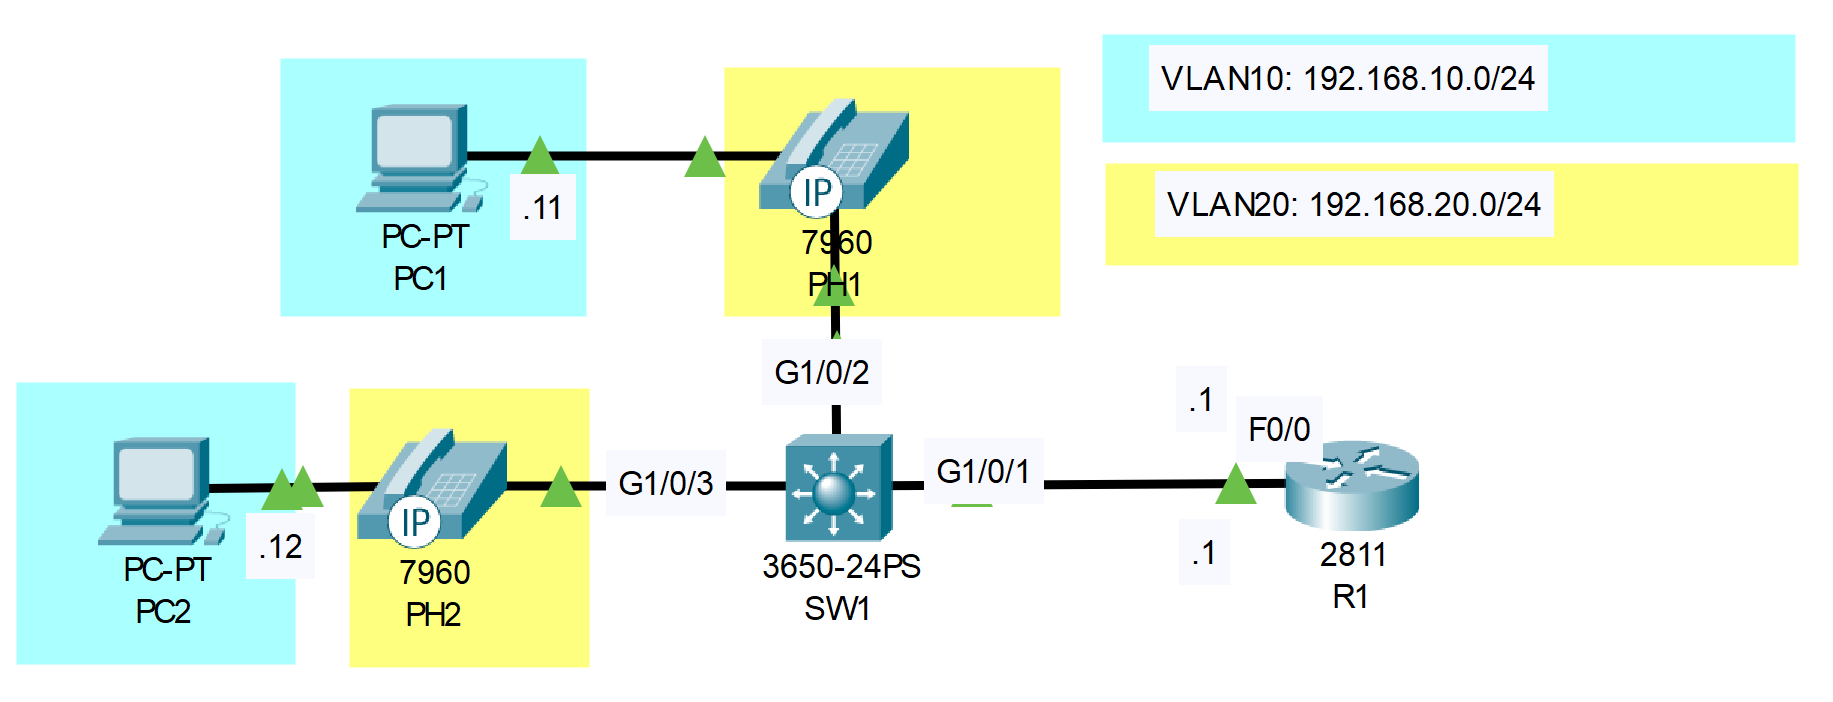 VLAN10: 192.168.10.0/24
IP
.11
VLAN20: 192.168.20.0/24
PC-PT
PC1
7960
PH1
G1/0/2
.1
F0/0
G1/0/3
G1/0/1
IP
.12
.1
PC-PT
PC2
7960
PH2
3650-24PS
SW1
2811
R1